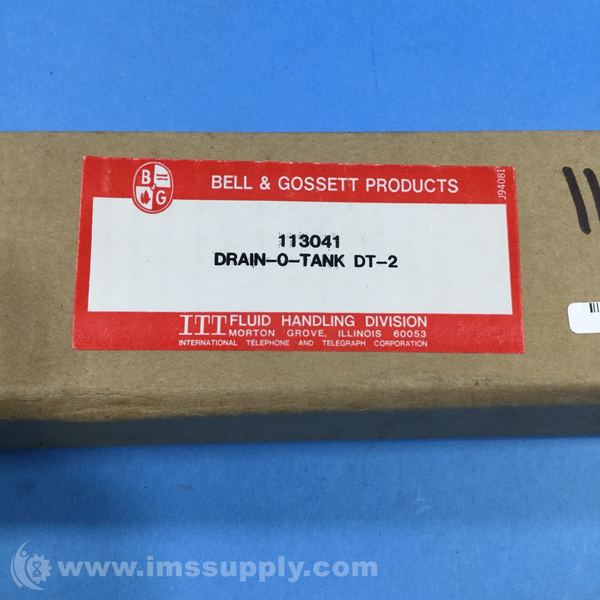 B
G
BELL & GOSSETT PRODUCTS
J94081
113041
DRAIN-O-TANK DT-2
ITT FLUID HANDLING DIVISION
MORTON GROVE, ILLINOIS 60053
INTERNATIONAL TELEPHONE AND TELEGRAPH CORPORATION
11
www.imssupply.com